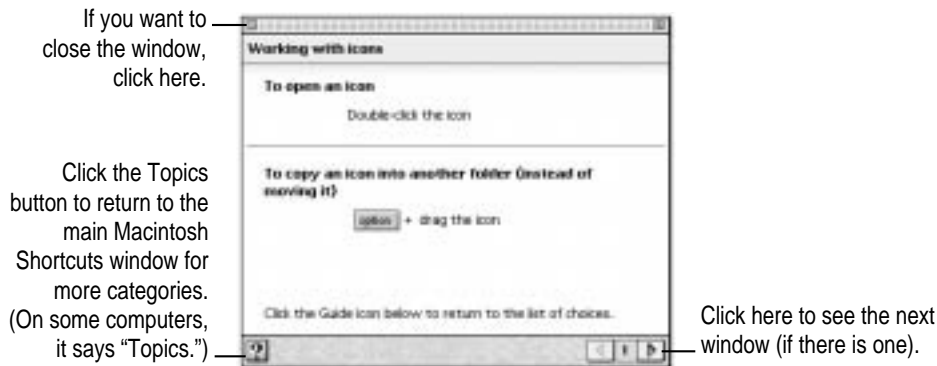 If you want to
close the window,
click here.
Working with icons
To open an icon
Double-click the icon
To copy an icon into another folder (instead of
moving it)
option + drag the icon
Click the Guide icon below to return to the list of choices.
Click the Topics
button to return to the
main Macintosh
Shortcuts window for
more categories.
(On some computers,
it says “Topics.”)
?
1
Click here to see the next
window (if there is one).